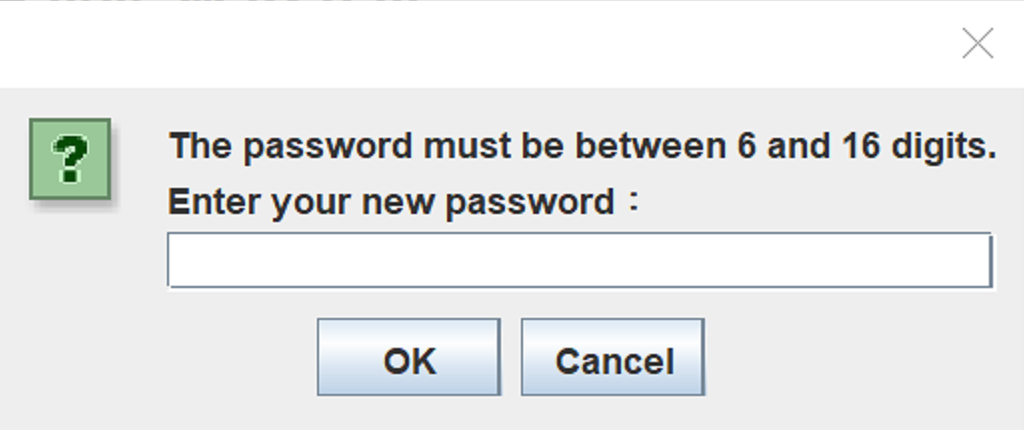 The password must be between 6 and 16 digits.
Enter your new password：
OK
Cancel